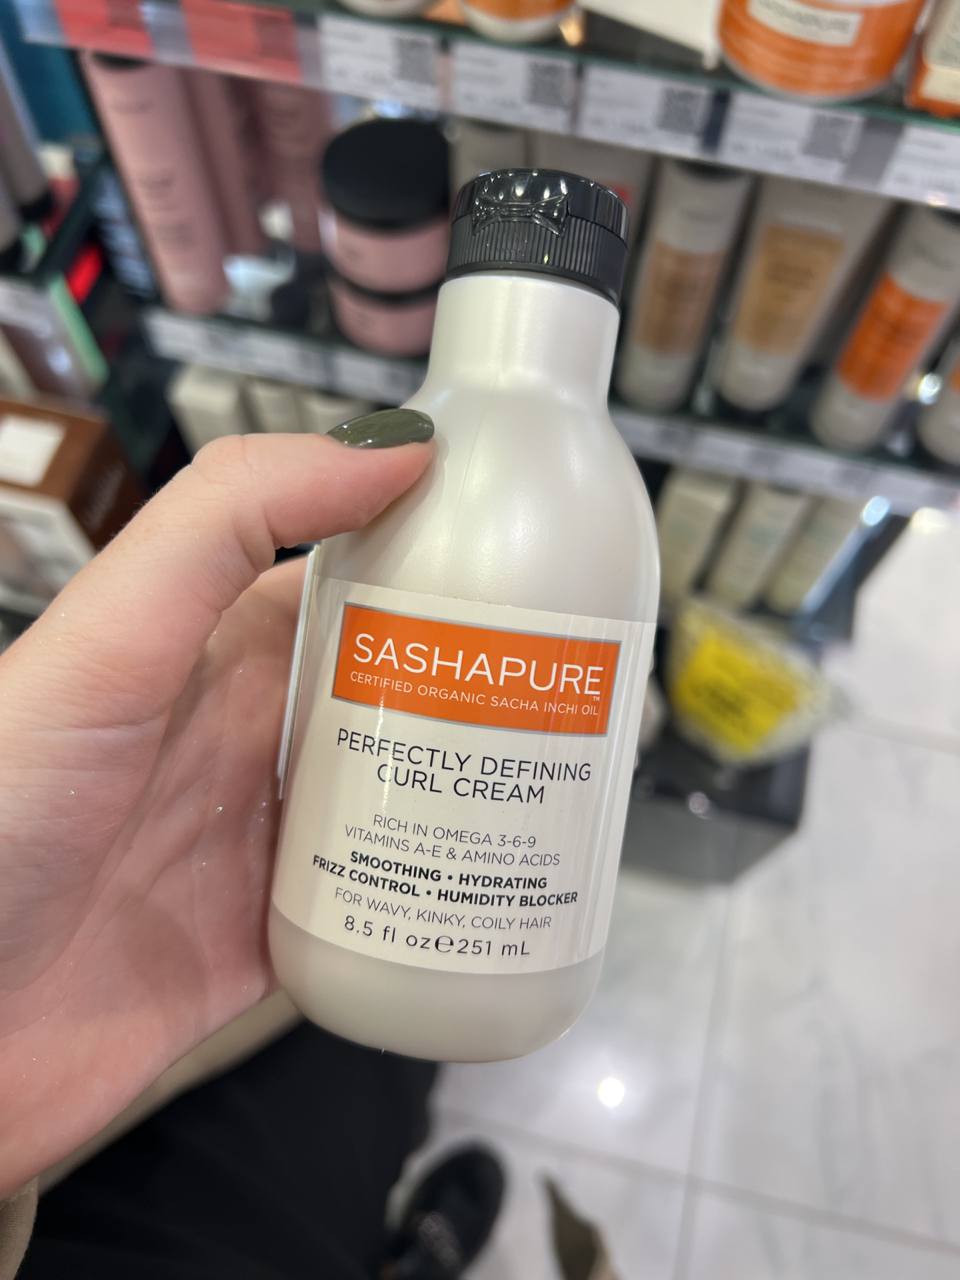 SASHAPURE™
CERTIFIED ORGANIC SACHA INCHI OIL
PERFECTLY DEFINING
CURL CREAM
RICH IN OMEGA 3-6-9
VITAMINS A-E & AMINO ACIDS
SMOOTHING • HYDRATING
FRIZZ CONTROL • HUMIDITY BLOCKER
FOR WAVY, KINKY, COILY HAIR
8.5 fl oz ℮ 251 mL